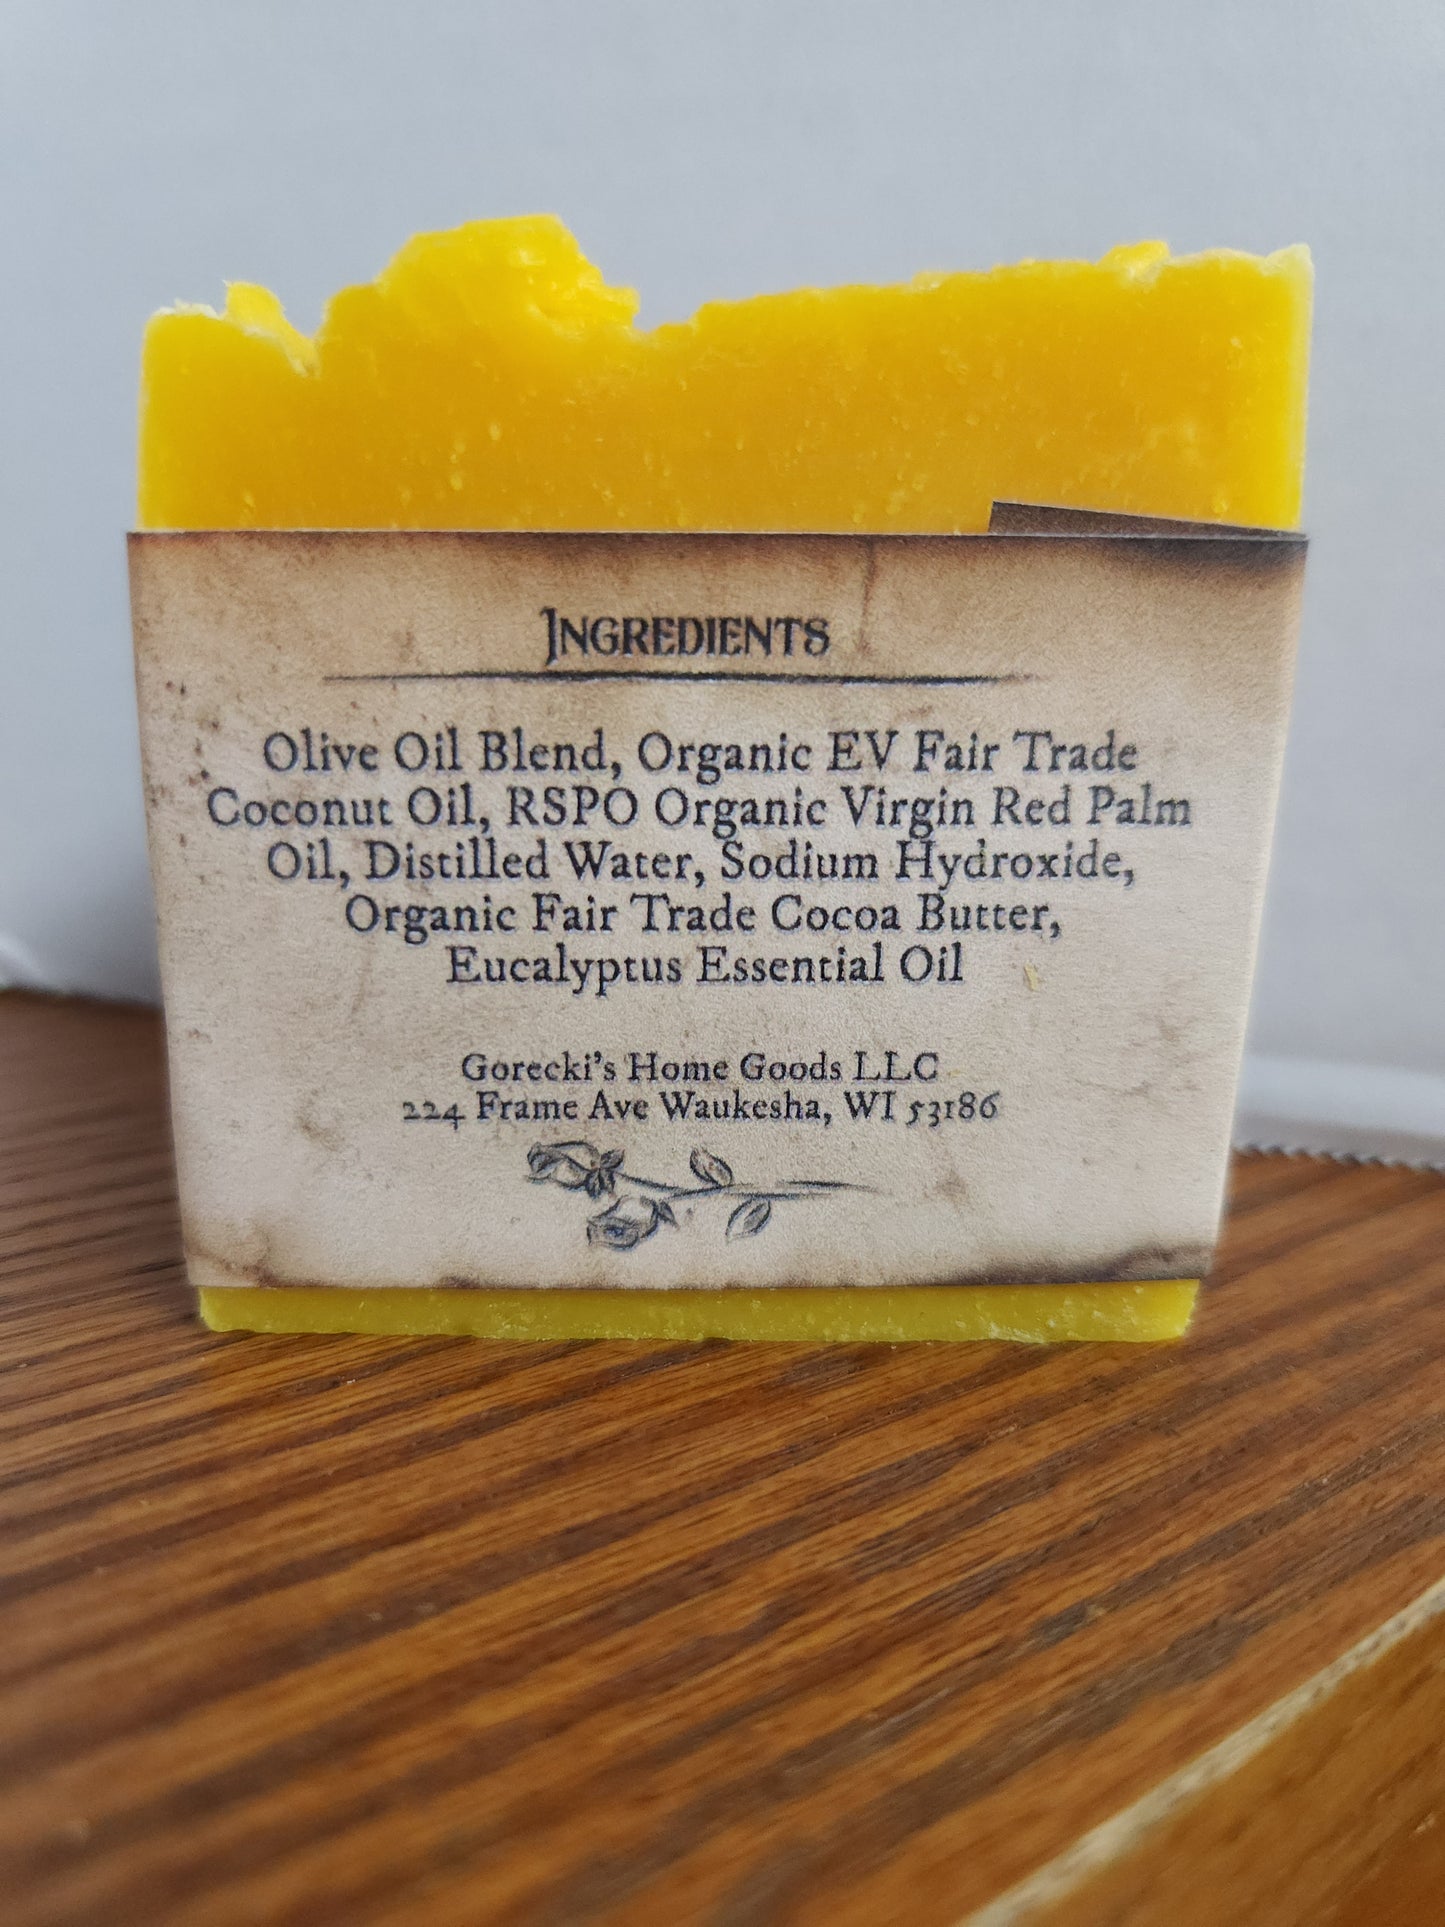 Ingredients
Olive Oil Blend, Organic EV Fair Trade
Coconut Oil, RSPO Organic Virgin Red Palm
Oil, Distilled Water, Sodium Hydroxide,
Organic Fair Trade Cocoa Butter,
Eucalyptus Essential Oil
Gorecki's Home Goods LLC
224 Frame Ave Waukesha, WI 53186